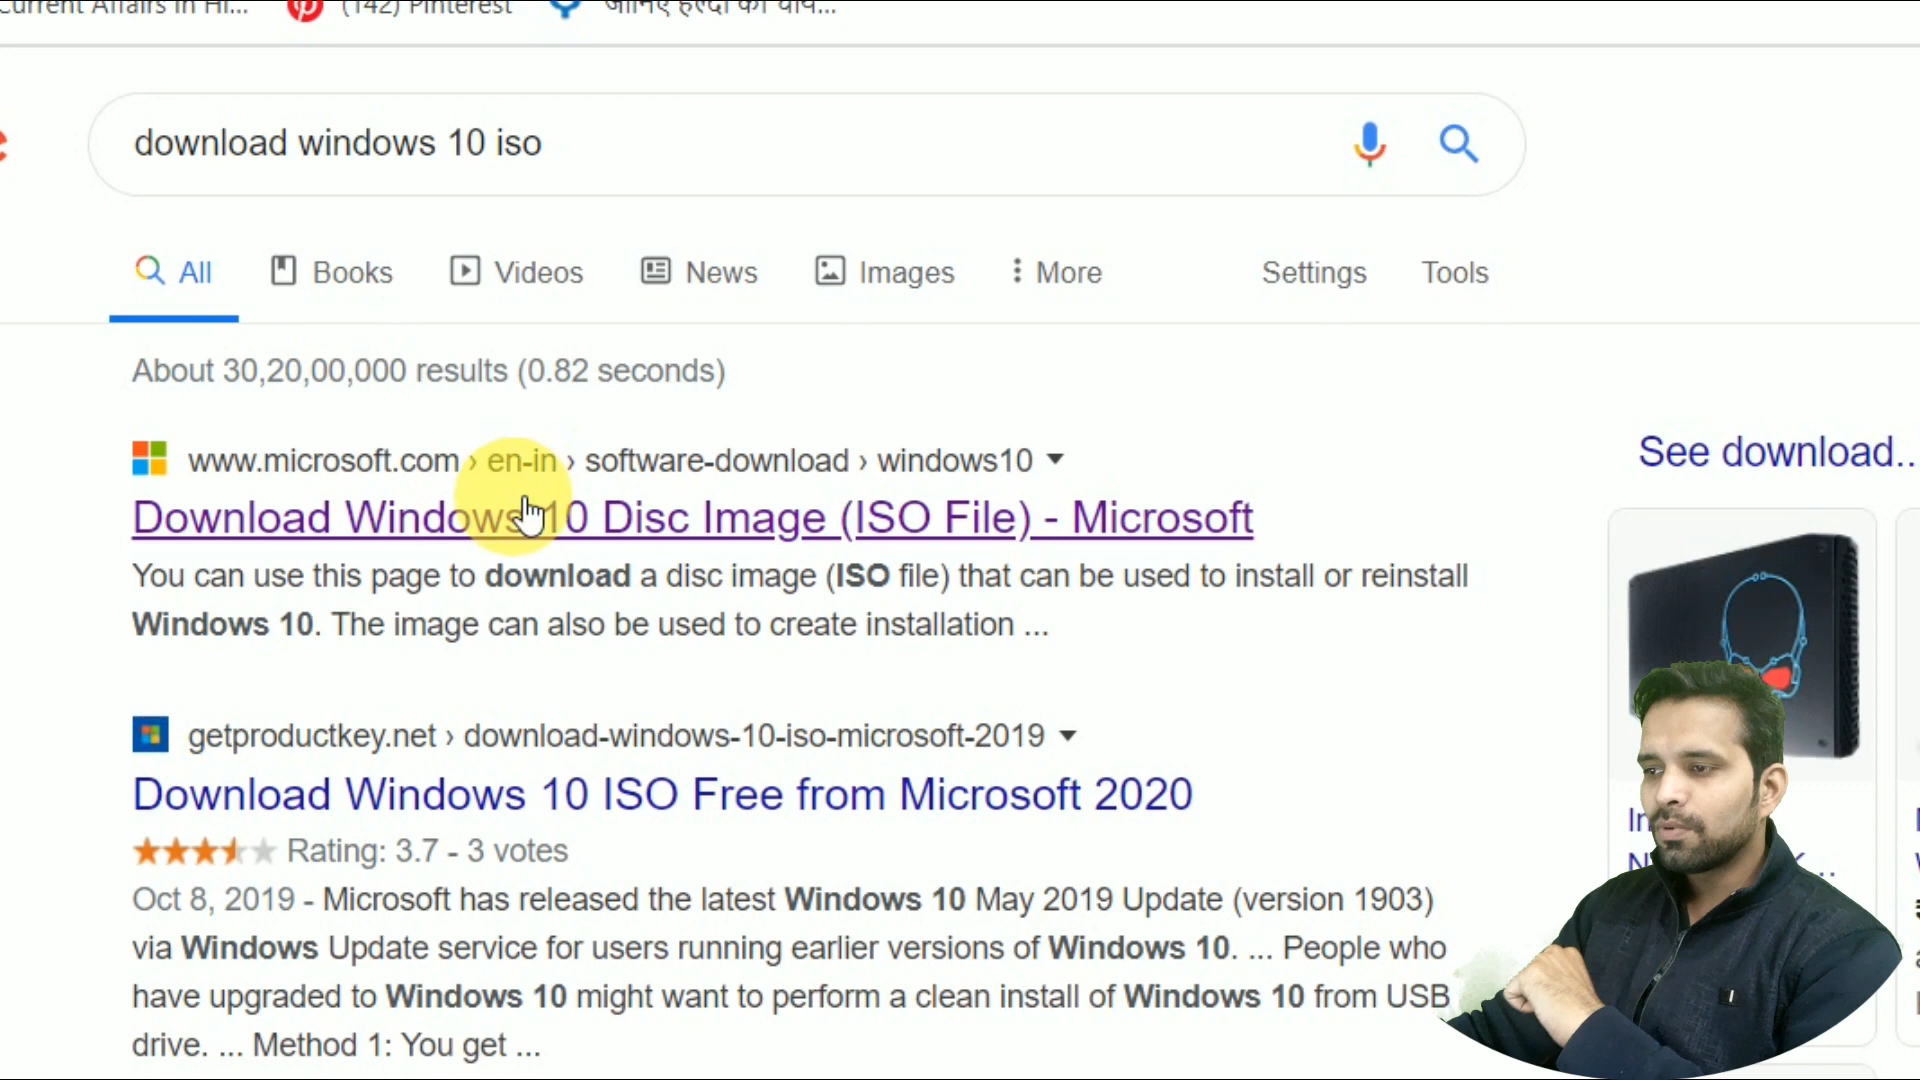 Current Affairs in Hi...
(142) Pinterest
download windows 10 iso
All
Books
Videos
News
Images
More
Settings
Tools
About 30,20,00,000 results (0.82 seconds)
www.microsoft.com › en-in › software-download › windows10
Download Windows 10 Disc Image (ISO File) - Microsoft
You can use this page to download a disc image (ISO file) that can be used to install or reinstall
Windows 10. The image can also be used to create installation ...
See download..
getproductkey.net › download-windows-10-iso-microsoft-2019
Download Windows 10 ISO Free from Microsoft 2020
Rating: 3.7 - 3 votes
Oct 8, 2019 - Microsoft has released the latest Windows 10 May 2019 Update (version 1903)
via Windows Update service for users running earlier versions of Windows 10. ... People who
have upgraded to Windows 10 might want to perform a clean install of Windows 10 from USB
drive. ... Method 1: You get ...